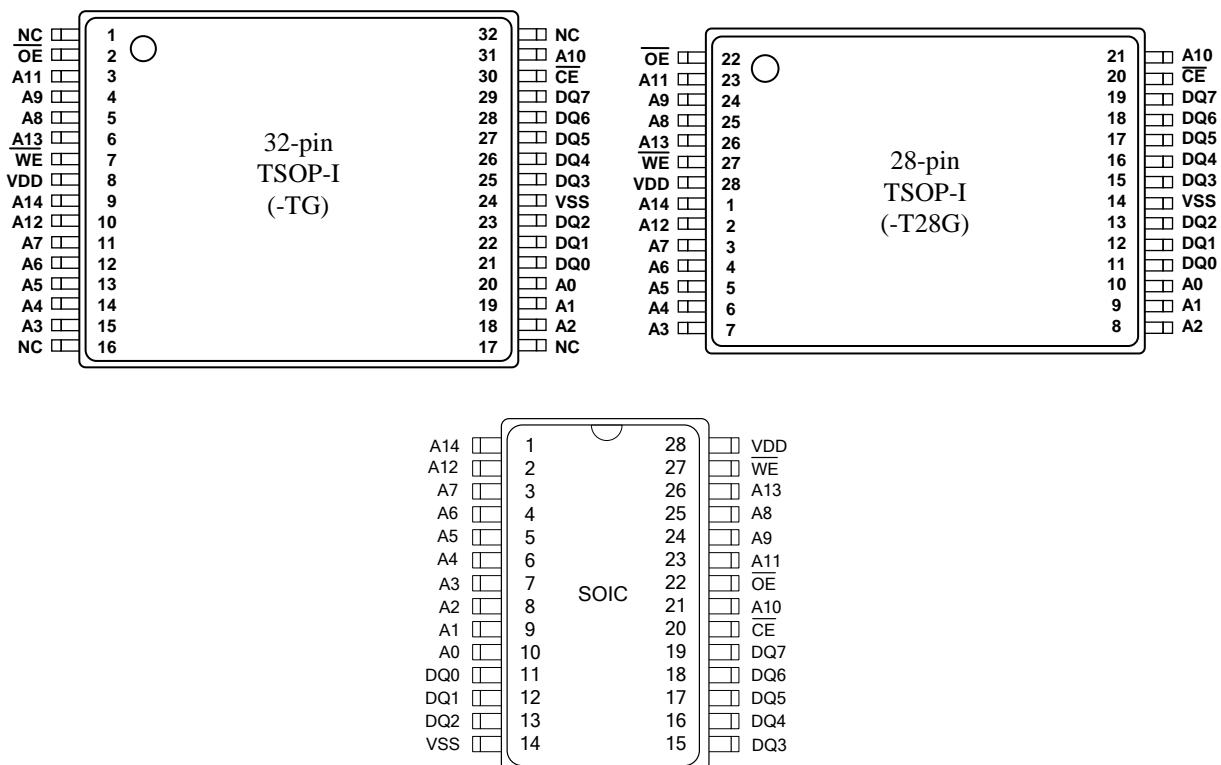 NC 1 32 NC
OE 2 31 A10
A11 3 30 CE
A9 4 29 DQ7
A8 5 28 DQ6
A13 6 27 DQ5
WE 7 26 DQ4
VDD 8 25 DQ3
A14 9 24 VSS
A12 10 23 DQ2
A7 11 22 DQ1
A6 12 21 DQ0
A5 13 20 A0
A4 14 19 A1
A3 15 18 A2
NC 16 17 NC
32-pin
TSOP-I
(-TG)
OE 22 21 A10
A11 23 20 CE
A9 24 19 DQ7
A8 25 18 DQ6
A13 26 17 DQ5
WE 27 16 DQ4
VDD 28 15 DQ3
A14 1 14 VSS
A12 2 13 DQ2
A7 3 12 DQ1
A6 4 11 DQ0
A5 5 10 A0
A4 6 9 A1
A3 7 8 A2
28-pin
TSOP-I
(-T28G)
A14 1 28 VDD
A12 2 27 WE
A7 3 26 A13
A6 4 25 A8
A5 5 24 A9
A4 6 23 A11
A3 7 22 OE
A2 8 21 A10
A1 9 20 CE
A0 10 19 DQ7
DQ0 11 18 DQ6
DQ1 12 17 DQ5
DQ2 13 16 DQ4
VSS 14 15 DQ3
SOIC